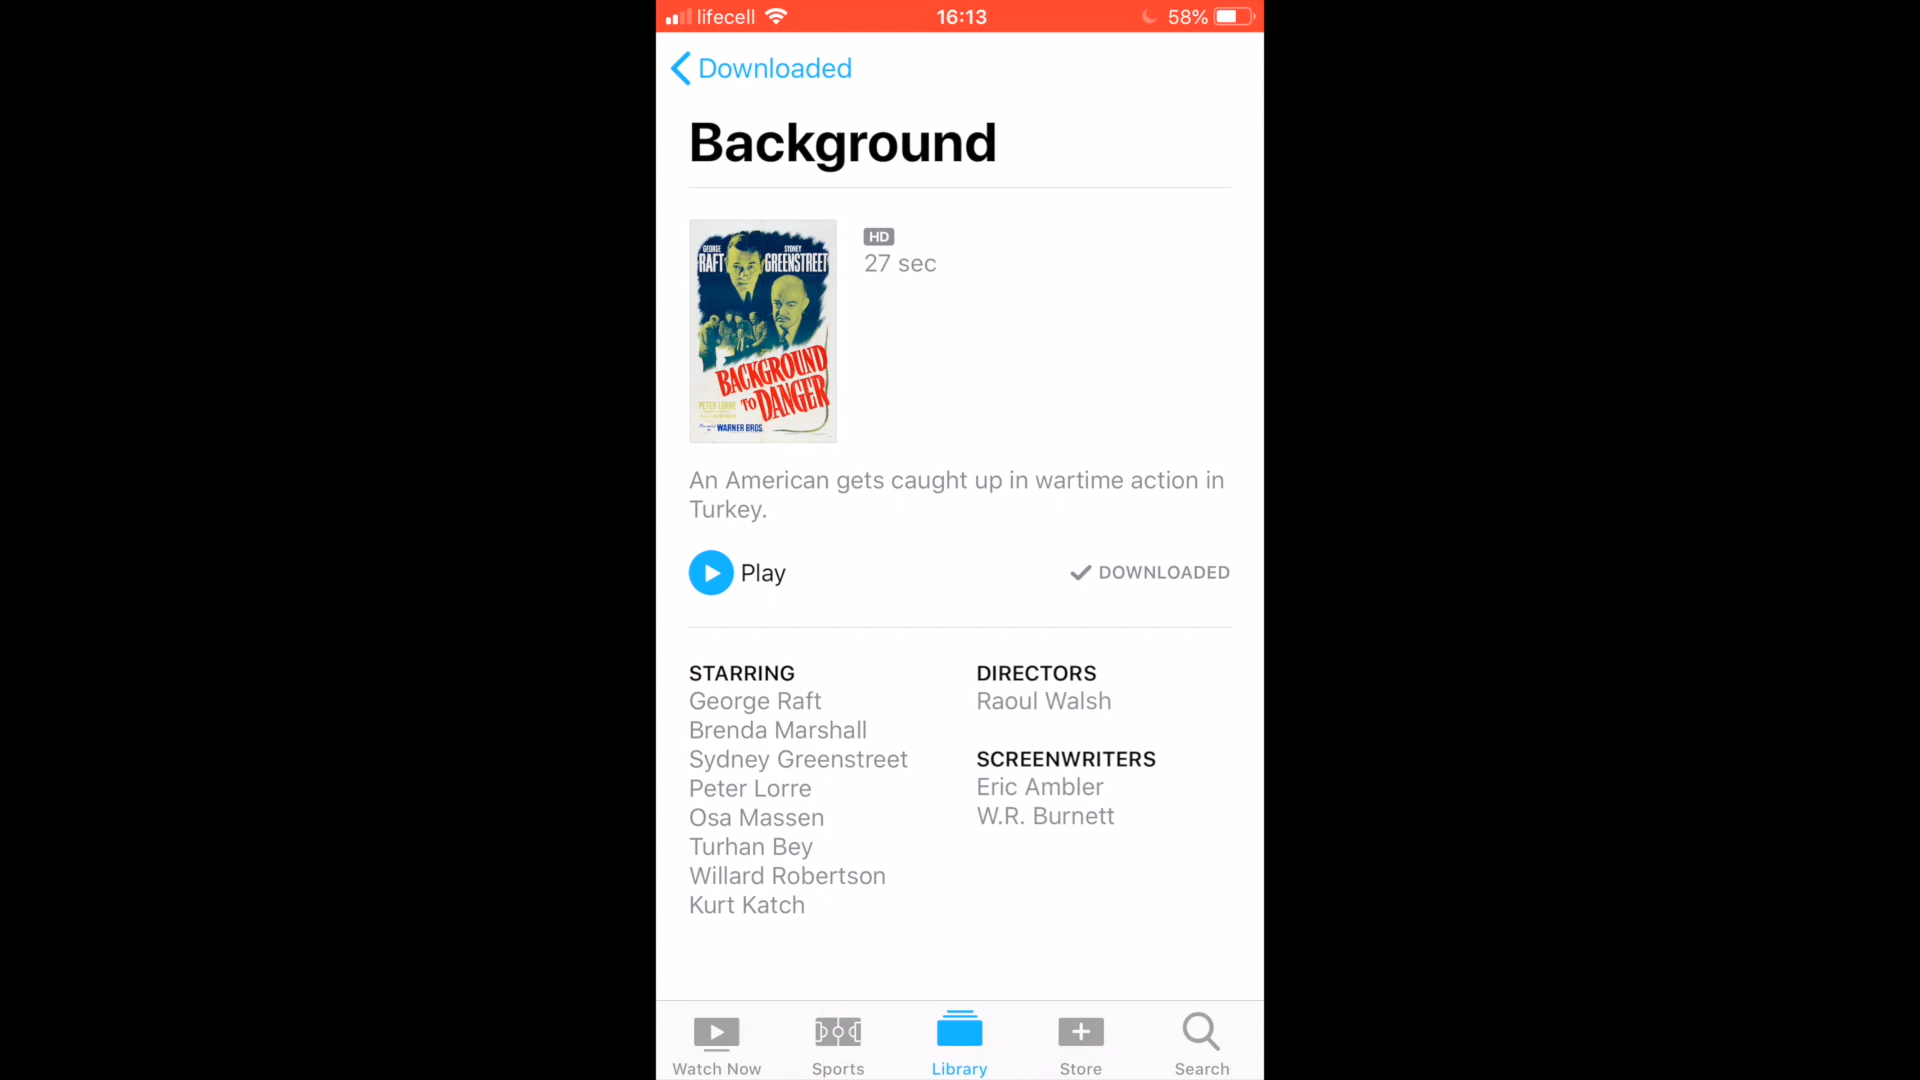 lifecell 16:13 58%
Downloaded
Background
HD
27 sec
GEORGE SYDNEY
RAFT GREENSTREET
BACKGROUND
TO DANGER
PETER LORRE
WARNER BROS.
An American gets caught up in wartime action in
Turkey.
Play
DOWNLOADED
STARRING
George Raft
Brenda Marshall
Sydney Greenstreet
Peter Lorre
Osa Massen
Turhan Bey
Willard Robertson
Kurt Katch
DIRECTORS
Raoul Walsh
SCREENWRITERS
Eric Ambler
W.R. Burnett
Watch Now Sports Library Store Search